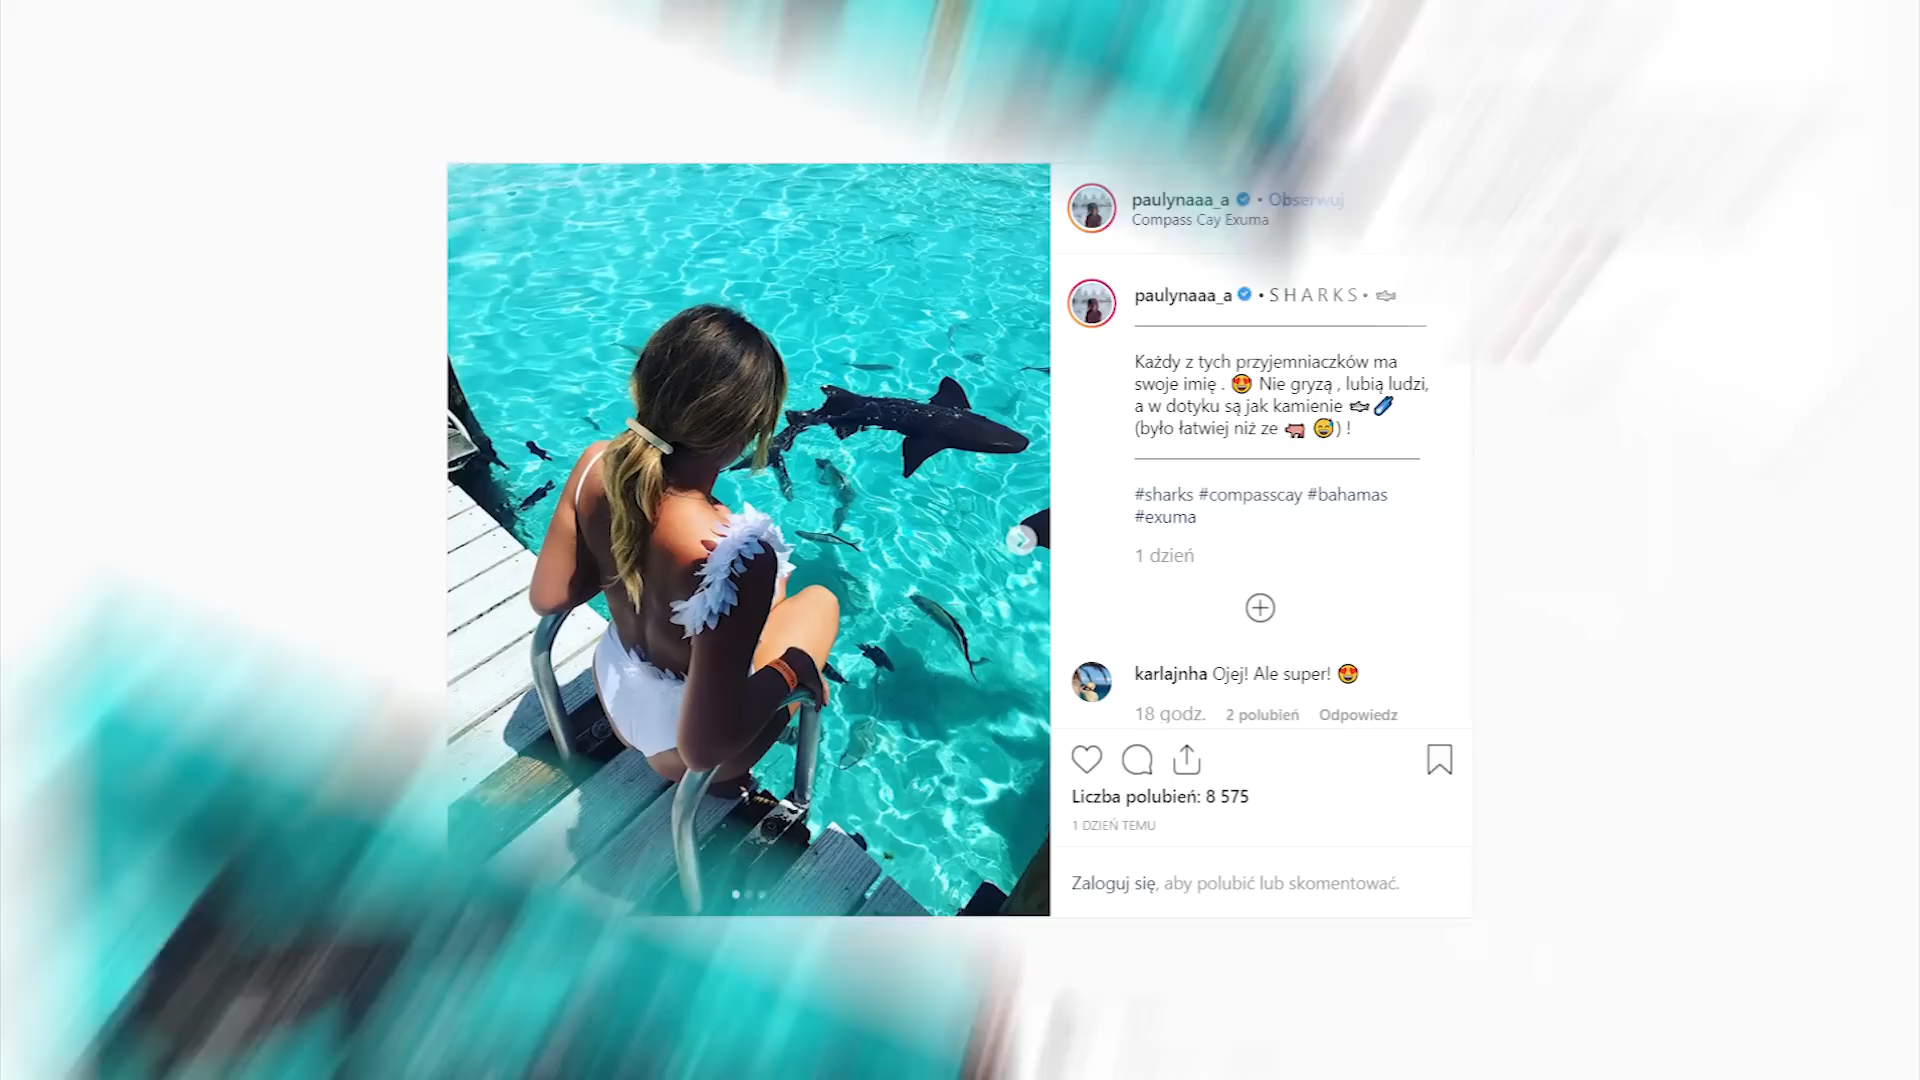 paulynaaa_a • Obserwuj
Compass Cay Exuma
paulynaaa_a • S H A R K S •
Każdy z tych przyjemniaczków ma
swoje imię . 😍 Nie gryzą , lubią ludzi,
a w dotyku są jak kamienie
(było łatwiej niż ze 🐖 😅) !
#sharks #compasscay #bahamas
#exuma
1 dzień
karlajnha Ojej! Ale super! 😍
18 godz. 2 polubień Odpowiedz
Liczba polubień: 8 575
1 DZIEŃ TEMU
Zaloguj się, aby polubić lub skomentować.